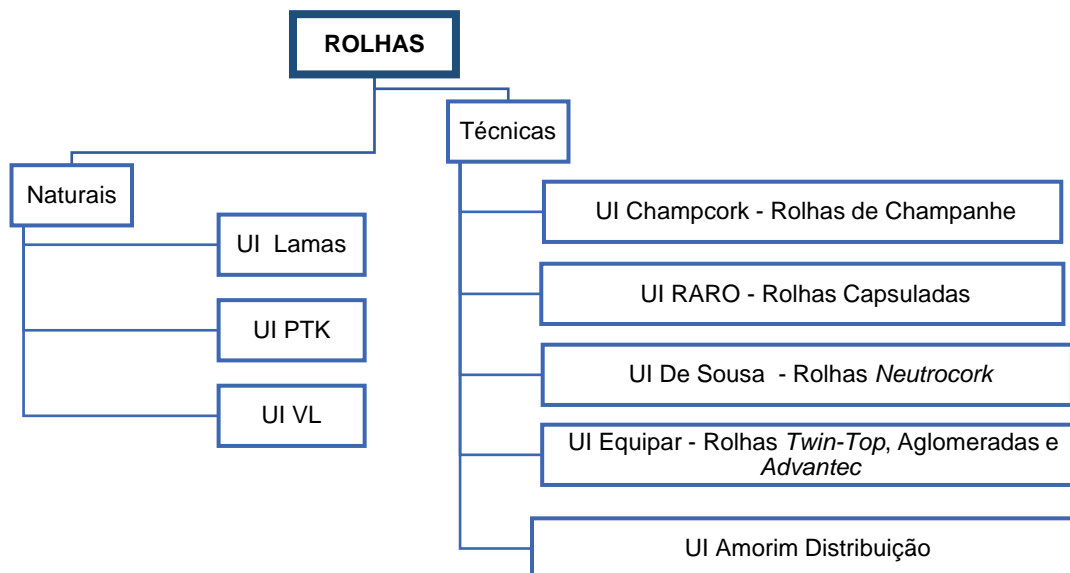 ROLHAS
Técnicas
Naturais
UI Lamas
UI PTK
UI VL
UI Champcork - Rolhas de Champanhe
UI RARO - Rolhas Capsuladas
UI De Sousa - Rolhas Neutrocork
UI Equipar - Rolhas Twin-Top, Aglomeradas e
Advantec
UI Amorim Distribuição